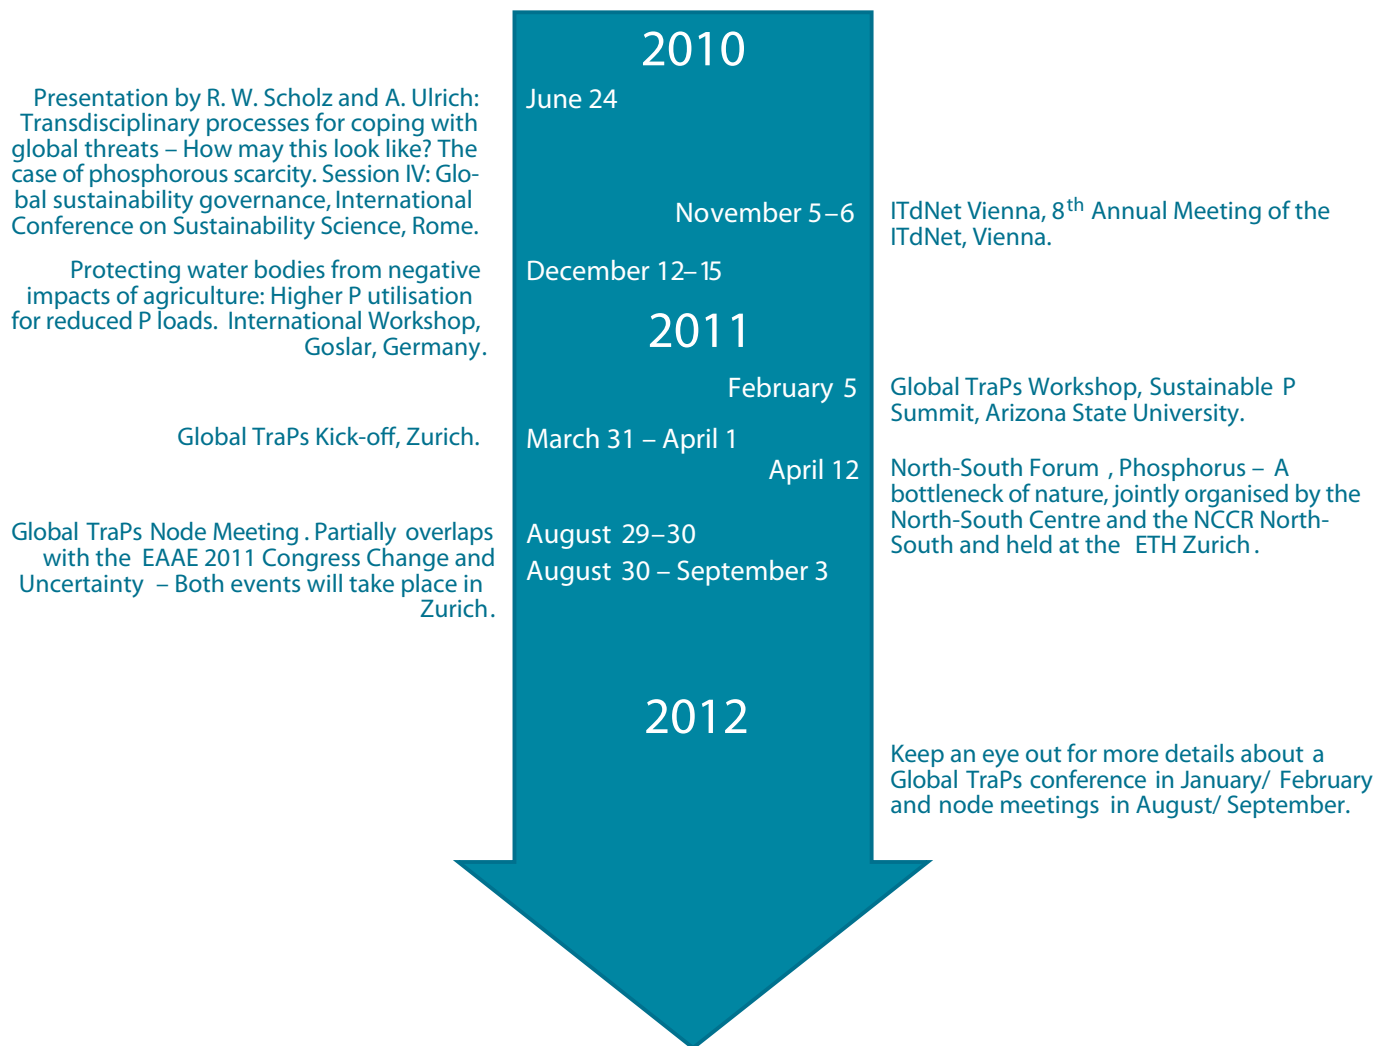 2010
June 24
Presentation by R. W. Scholz and A. Ulrich:
Transdisciplinary processes for coping with
global threats – How may this look like? The
case of phosphorous scarcity. Session IV: Glo-
bal sustainability governance, International
Conference on Sustainability Science, Rome.
November 5–6
ITdNet Vienna, 8th Annual Meeting of the
ITdNet, Vienna.
December 12–15
Protecting water bodies from negative
impacts of agriculture: Higher P utilisation
for reduced P loads. International Workshop,
Goslar, Germany.
2011
February 5
Global TraPs Workshop, Sustainable P
Summit, Arizona State University.
March 31 – April 1
Global TraPs Kick-off, Zurich.
April 12
North-South Forum , Phosphorus – A
bottleneck of nature, jointly organised by the
North-South Centre and the NCCR North-
South and held at the ETH Zurich .
August 29–30
August 30 – September 3
Global TraPs Node Meeting . Partially overlaps
with the EAAE 2011 Congress Change and
Uncertainty – Both events will take place in
Zurich.
2012
Keep an eye out for more details about a
Global TraPs conference in January/ February
and node meetings in August/ September.